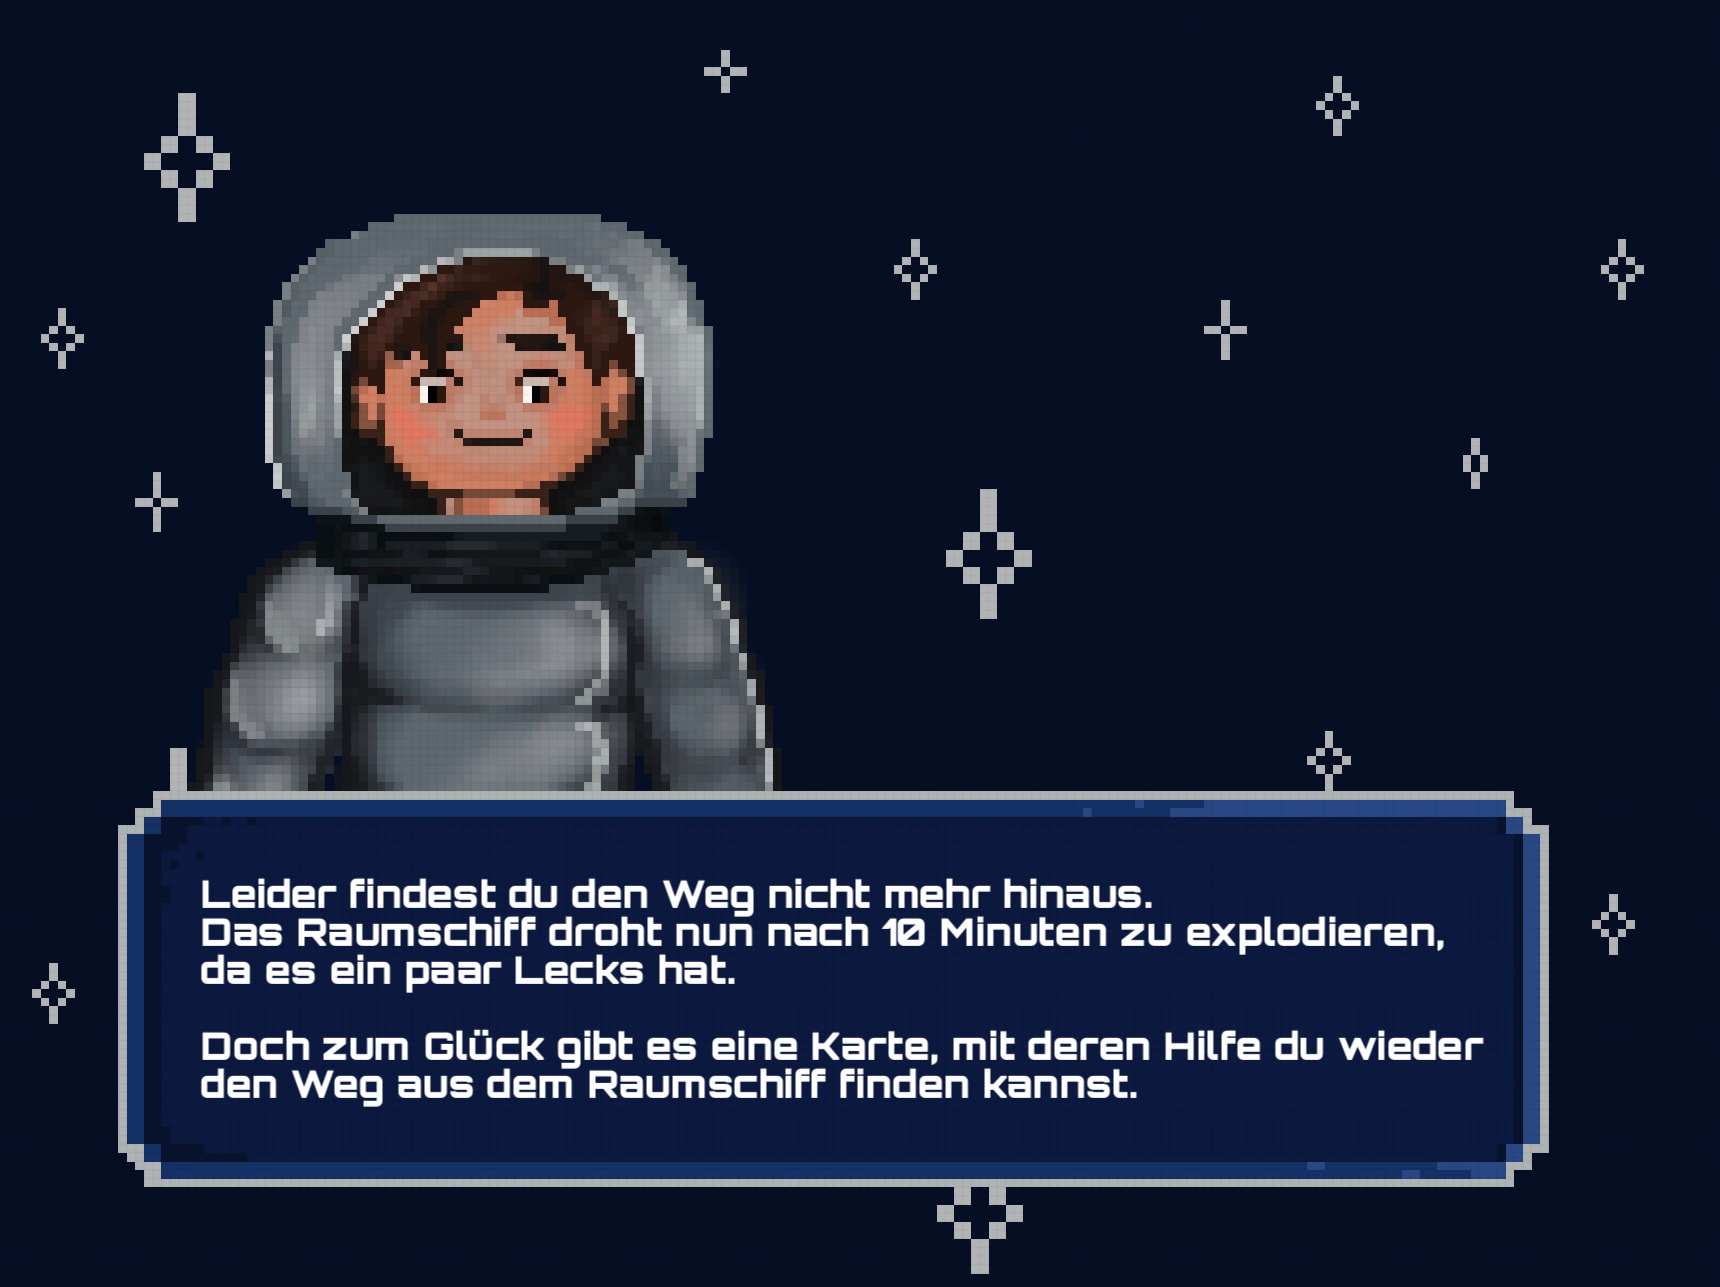 Leider findest du den Weg nicht mehr hinaus.
Das Raumschiff droht nun nach 10 Minuten zu explodieren,
da es ein paar Lecks hat.
Doch zum Glück gibt es eine Karte, mit deren Hilfe du wieder
den Weg aus dem Raumschiff finden kannst.